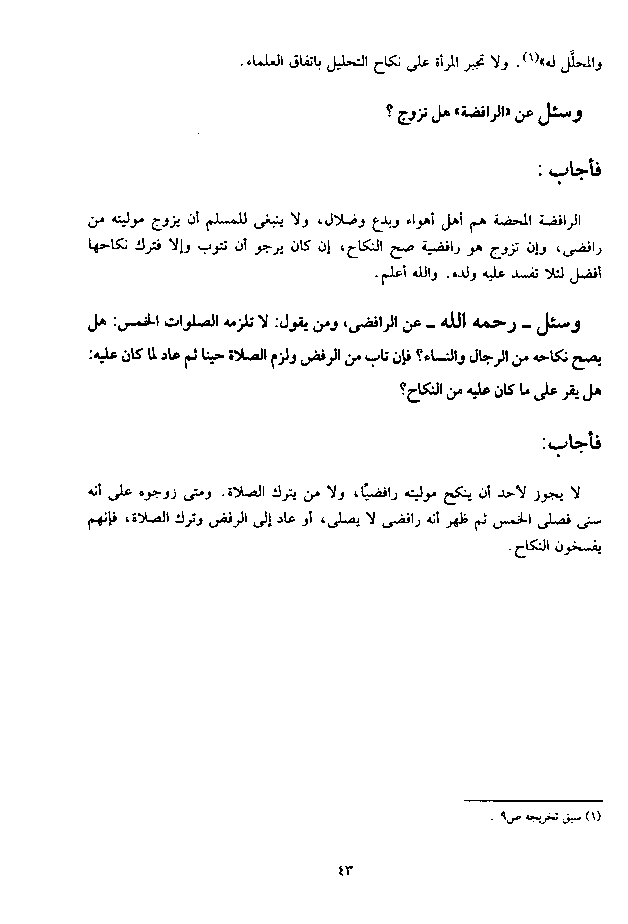 والمحلَّل له»(١). ولا تجبر المرأة على نكاح التحليل باتفاق العلماء.
وسئل عن «الرافضة» هل تزوج ؟
فأجاب :
الرافضة المحضة هم أهل أهواء وبدع وضلال، ولا ينبغى للمسلم أن يزوج موليته من
رافضى، وإن تزوج هو رافضية صح النكاح، إن كان يرجو أن تتوب وإلا فترك نكاحها
أفضل لئلا تفسد عليه ولده. والله أعلم.
وسئل ـ رحمه الله ـ عن الرافضى، ومن يقول: لا تلزمه الصلوات الخمس: هل
يصح نكاحه من الرجال والنساء؟ فإن تاب من الرفض ولزم الصلاة حينا ثم عاد لما كان عليه:
هل يقر على ما كان عليه من النكاح؟
فأجاب:
لا يجوز لأحد أن ينكح موليته رافضيًا، ولا من يترك الصلاة. ومتى زوجوه على أنه
سنى فصلى الخمس ثم ظهر أنه رافضى لا يصلى، أو عاد إلى الرفض وترك الصلاة، فإنهم
يفسخون النكاح.
(١) سبق تخريجه ص٩ .
٤٣